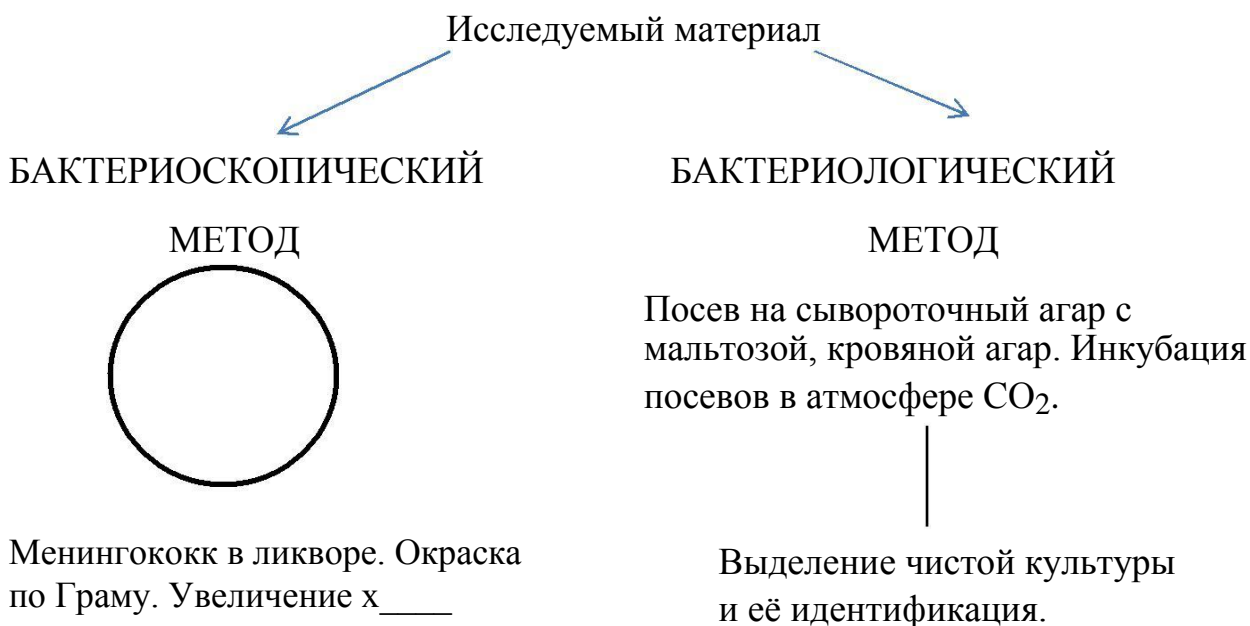 Исследуемый материал
БАКТЕРИОСКОПИЧЕСКИЙ
МЕТОД
Менингококк в ликворе. Окраска
по Граму. Увеличение х____
БАКТЕРИОЛОГИЧЕСКИЙ
МЕТОД
Посев на сывороточный агар с
мальтозой, кровяной агар. Инкубация
посевов в атмосфере CO₂.
Выделение чистой культуры
и её идентификация.